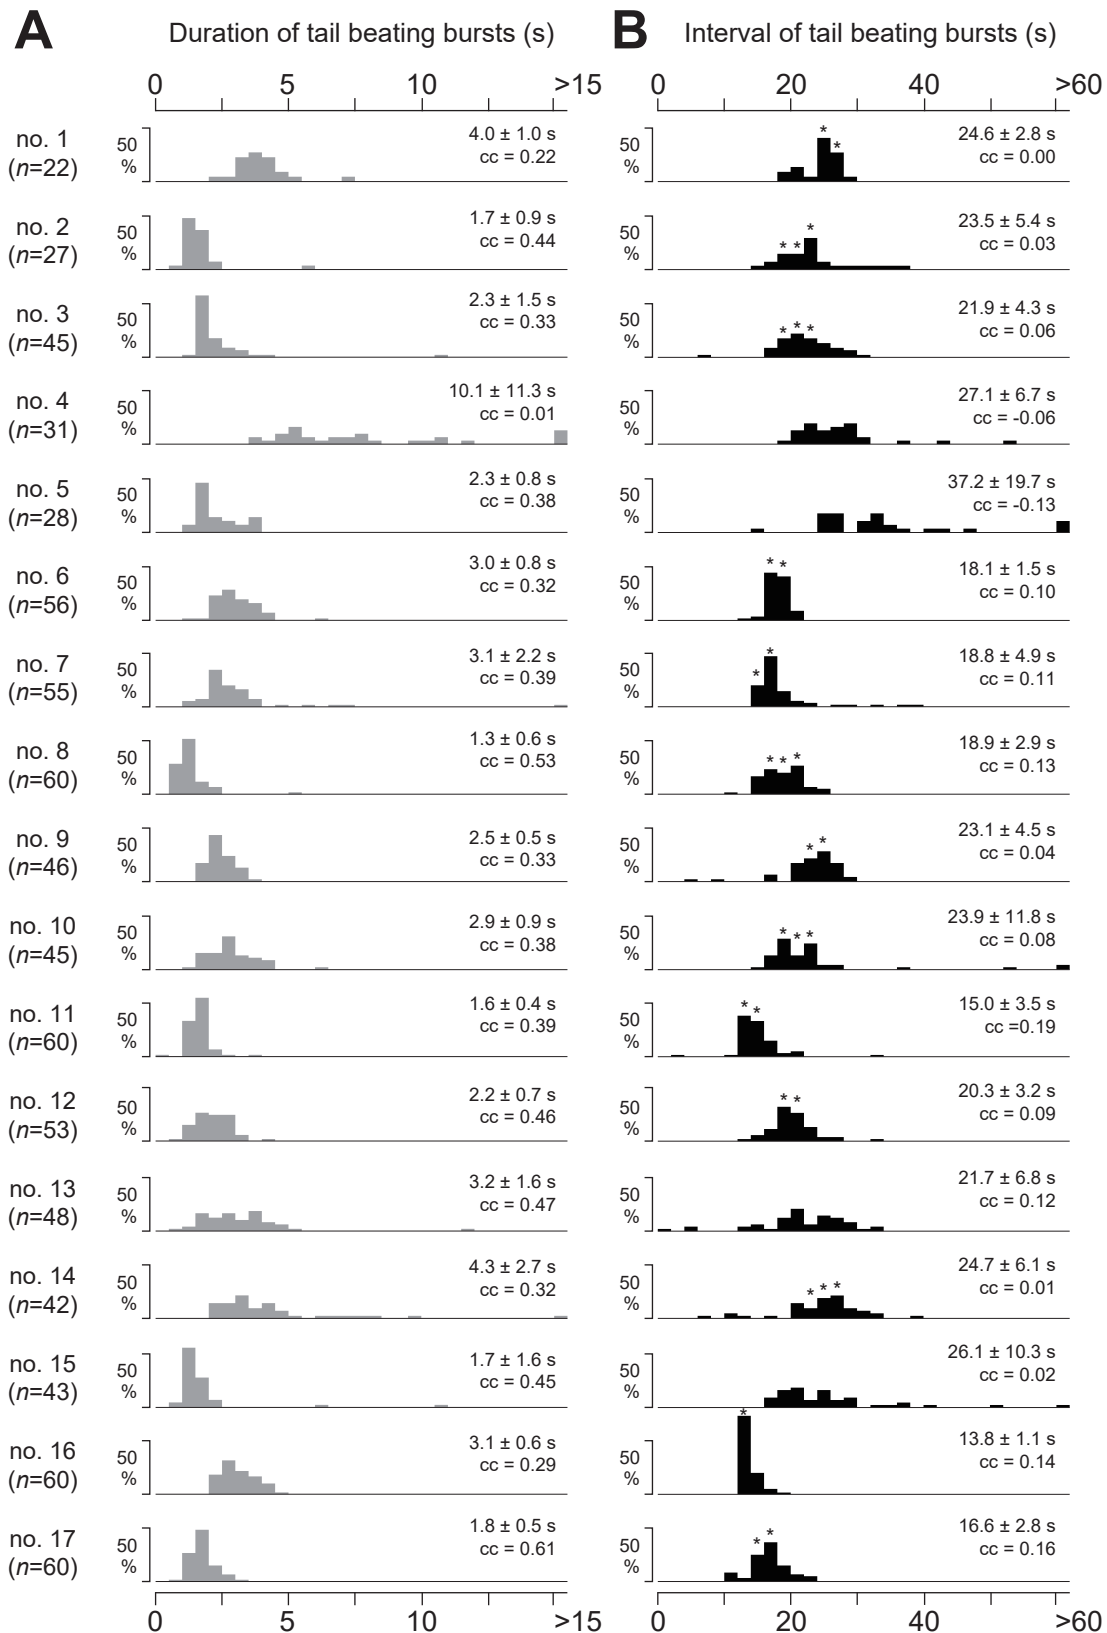 A Duration of tail beating bursts (s) B Interval of tail beating bursts (s)
0 5 10 >15 0 20 40 >60
no. 1 50 4.0 ± 1.0 s 50 * * 24.6 ± 2.8 s
(n=22) % cc = 0.22 % cc = 0.00
no. 2 50 1.7 ± 0.9 s 50 * * * 23.5 ± 5.4 s
(n=27) % cc = 0.44 % cc = 0.03
no. 3 50 2.3 ± 1.5 s 50 * * * 21.9 ± 4.3 s
(n=45) % cc = 0.33 % cc = 0.06
no. 4 50 10.1 ± 11.3 s 50 27.1 ± 6.7 s
(n=31) % cc = 0.01 % cc = -0.06
no. 5 50 2.3 ± 0.8 s 50 37.2 ± 19.7 s
(n=28) % cc = 0.38 % cc = -0.13
no. 6 50 3.0 ± 0.8 s 50 * * 18.1 ± 1.5 s
(n=56) % cc = 0.32 % cc = 0.10
no. 7 50 3.1 ± 2.2 s 50 * * 18.8 ± 4.9 s
(n=55) % cc = 0.39 % cc = 0.11
no. 8 50 1.3 ± 0.6 s 50 * * * 18.9 ± 2.9 s
(n=60) % cc = 0.53 % cc = 0.13
no. 9 50 2.5 ± 0.5 s 50 * * 23.1 ± 4.5 s
(n=46) % cc = 0.33 % cc = 0.04
no. 10 50 2.9 ± 0.9 s 50 * * * 23.9 ± 11.8 s
(n=45) % cc = 0.38 % cc = 0.08
no. 11 50 1.6 ± 0.4 s 50 * * 15.0 ± 3.5 s
(n=60) % cc = 0.39 % cc =0.19
no. 12 50 2.2 ± 0.7 s 50 * * 20.3 ± 3.2 s
(n=53) % cc = 0.46 % cc = 0.09
no. 13 50 3.2 ± 1.6 s 50 21.7 ± 6.8 s
(n=48) % cc = 0.47 % cc = 0.12
no. 14 50 4.3 ± 2.7 s 50 * * * 24.7 ± 6.1 s
(n=42) % cc = 0.32 % cc = 0.01
no. 15 50 1.7 ± 1.6 s 50 26.1 ± 10.3 s
(n=43) % cc = 0.45 % cc = 0.02
no. 16 50 3.1 ± 0.6 s 50 * 13.8 ± 1.1 s
(n=60) % cc = 0.29 % cc = 0.14
no. 17 50 1.8 ± 0.5 s 50 * * 16.6 ± 2.8 s
(n=60) % cc = 0.61 % cc = 0.16
0 5 10 >15 0 20 40 >60